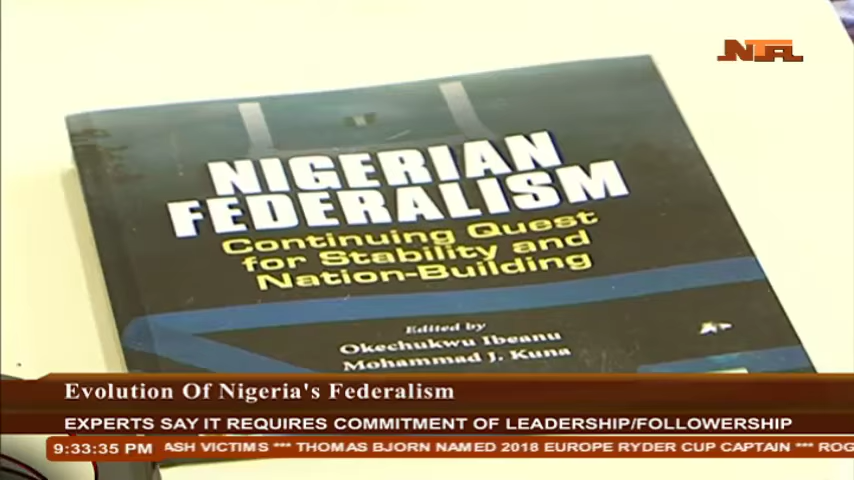 NTA
NIGERIAN
FEDERALISM
Continuing Quest
for Stability and
Nation-Building
Edited by
Okechukwu Ibeanu
Mohammad J. Kuna
Evolution Of Nigeria's Federalism
EXPERTS SAY IT REQUIRES COMMITMENT OF LEADERSHIP/FOLLOWERSHIP
9:33:35 PM ASH VICTIMS *** THOMAS BJORN NAMED 2018 EUROPE RYDER CUP CAPTAIN *** ROG